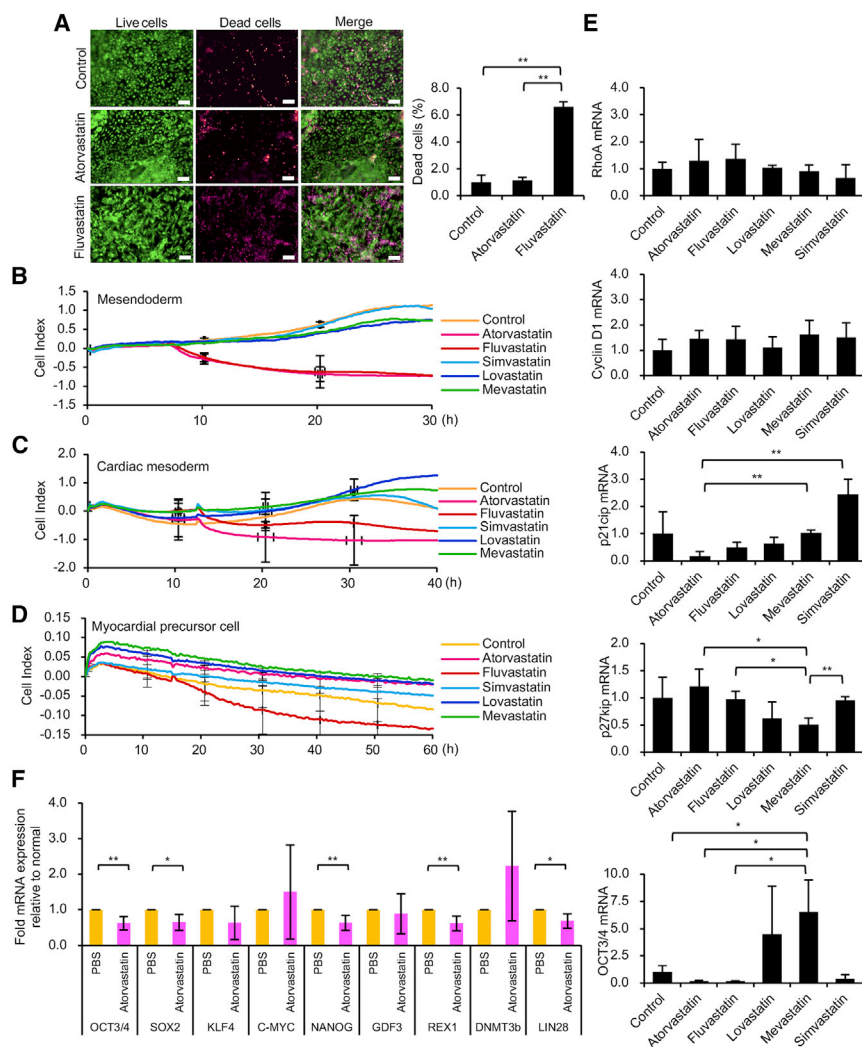 A
Live cells Dead cells Merge
Control
Atorvastatin
Fluvastatin
Dead cells (%)
8.0
6.0
4.0
2.0
0.0
**
**
Control
Atorvastatin
Fluvastatin
B
Mesendoderm
Cell Index
1.5
1.0
0.5
0.0
-0.5
-1.0
-1.5
0 10 20 30 (h)
Control
Atorvastatin
Fluvastatin
Simvastatin
Lovastatin
Mevastatin
C
Cardiac mesoderm
Cell Index
2.0
1.0
0.0
-1.0
-2.0
0 10 20 30 40 (h)
Control
Atorvastatin
Fluvastatin
Simvastatin
Lovastatin
Mevastatin
D
Myocardial precursor cell
Cell Index
0.15
0.10
0.05
0.00
-0.05
-0.10
-0.15
0 10 20 30 40 50 60 (h)
Control
Atorvastatin
Fluvastatin
Simvastatin
Lovastatin
Mevastatin
E
RhoA mRNA
4.0
3.0
2.0
1.0
0.0
Control
Atorvastatin
Fluvastatin
Lovastatin
Mevastatin
Simvastatin
Cyclin D1 mRNA
4.0
3.0
2.0
1.0
0.0
Control
Atorvastatin
Fluvastatin
Lovastatin
Mevastatin
Simvastatin
p21cip mRNA
4.0
3.0
2.0
1.0
0.0
**
**
Control
Atorvastatin
Fluvastatin
Lovastatin
Mevastatin
Simvastatin
p27kip mRNA
2.0
1.5
1.0
0.5
0.0
*
*
**
Control
Atorvastatin
Fluvastatin
Lovastatin
Mevastatin
Simvastatin
OCT3/4 mRNA
10.0
7.5
5.0
2.5
0.0
*
*
*
Control
Atorvastatin
Fluvastatin
Lovastatin
Mevastatin
Simvastatin
F
Fold mRNA expression
relative to normal
4.0
3.0
2.0
1.0
0.0
** * ** ** *
PBS Atorvastatin PBS Atorvastatin PBS Atorvastatin PBS Atorvastatin PBS Atorvastatin PBS Atorvastatin PBS Atorvastatin PBS Atorvastatin PBS Atorvastatin
OCT3/4 SOX2 KLF4 C-MYC NANOG GDF3 REX1 DNMT3b LIN28